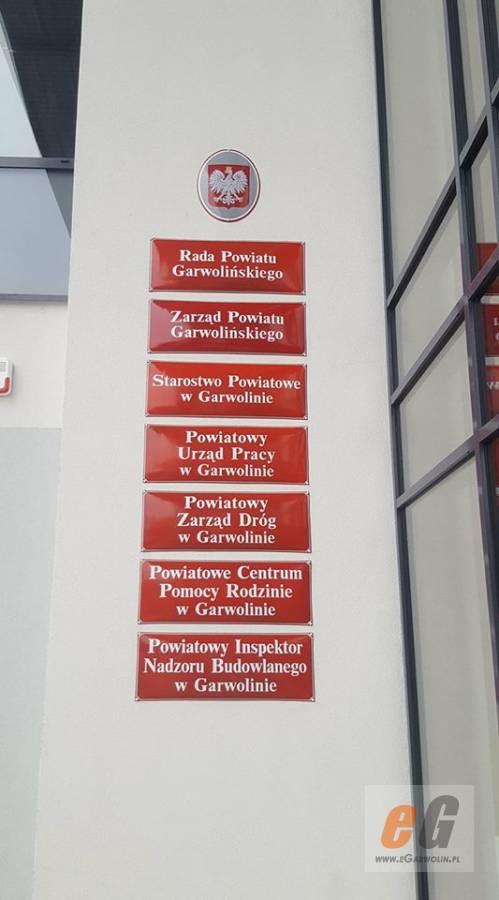 Rada Powiatu
Garwolińskiego
Zarząd Powiatu
Garwolińskiego
Starostwo Powiatowe
w Garwolinie
Powiatowy
Urząd Pracy
w Garwolinie
Powiatowy
Zarząd Dróg
w Garwolinie
Powiatowe Centrum
Pomocy Rodzinie
w Garwolinie
Powiatowy Inspektor
Nadzoru Budowlanego
w Garwolinie
eG
www.eGarwolin.pl